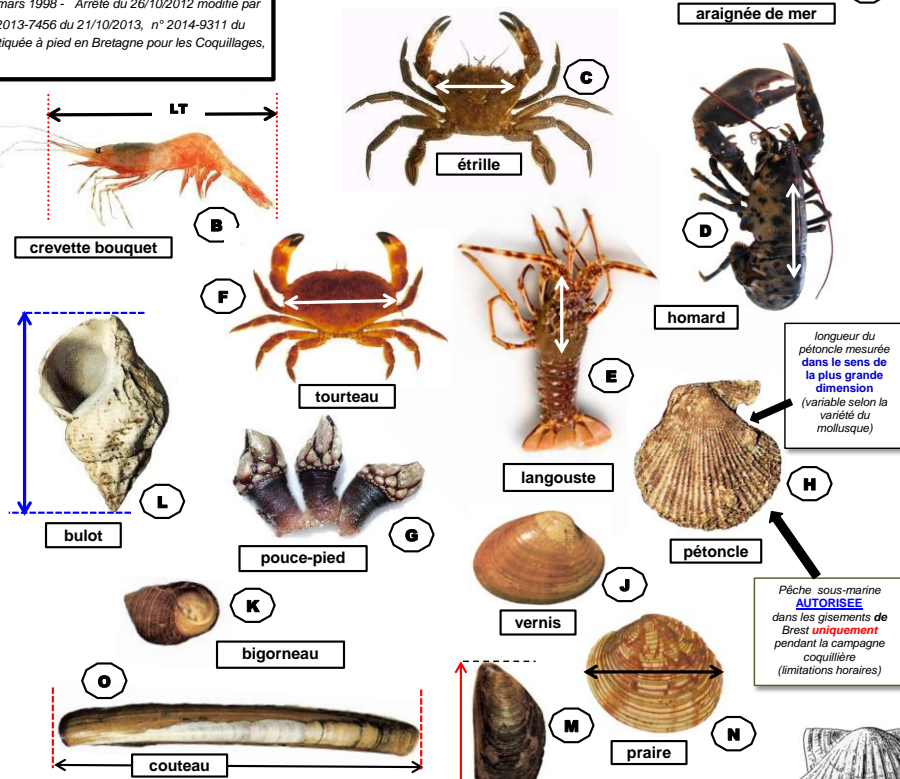 mars 1998 - Arrêté du 26/10/2012 modifié par
2013-7456 du 21/10/2013, n° 2014-9311 du
tiquée à pied en Bretagne pour les Coquillages,
araignée de mer
LT
C
étrille
B
crevette bouquet
D
homard
F
tourteau
E
langouste
longueur du
pétoncle mesurée
dans le sens de
la plus grande
dimension
(variable selon la
variété du
mollusque)
H
pétoncle
L
bulot
G
pouce-pied
J
vernis
K
bigorneau
Pêche sous-marine
AUTORISEE
dans les gisements de
Brest uniquement
pendant la campagne
coquillière
(limitations horaires)
O
couteau
M
N
praire